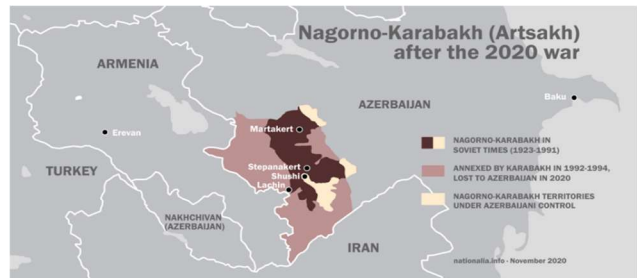 Nagorno-Karabakh (Artsakh)
after the 2020 war
ARMENIA
AZERBAIJAN
Baku
Martakert
Erevan
NAGORNO-KARABAKH IN
SOVIET TIMES (1923-1991)
TURKEY
Stepanakert
Shushi
Lachin
ANNEXED BY KARABAKH IN 1992-1994,
LOST TO AZERBAIJAN
IN 2020
NAGORNO-KARABAKH TERRITORIES
UNDER AZERBAIJANI CONTROL
NAKHCHIVAN
(AZERBAIJAN)
IRAN
nationalia.info · November 2020